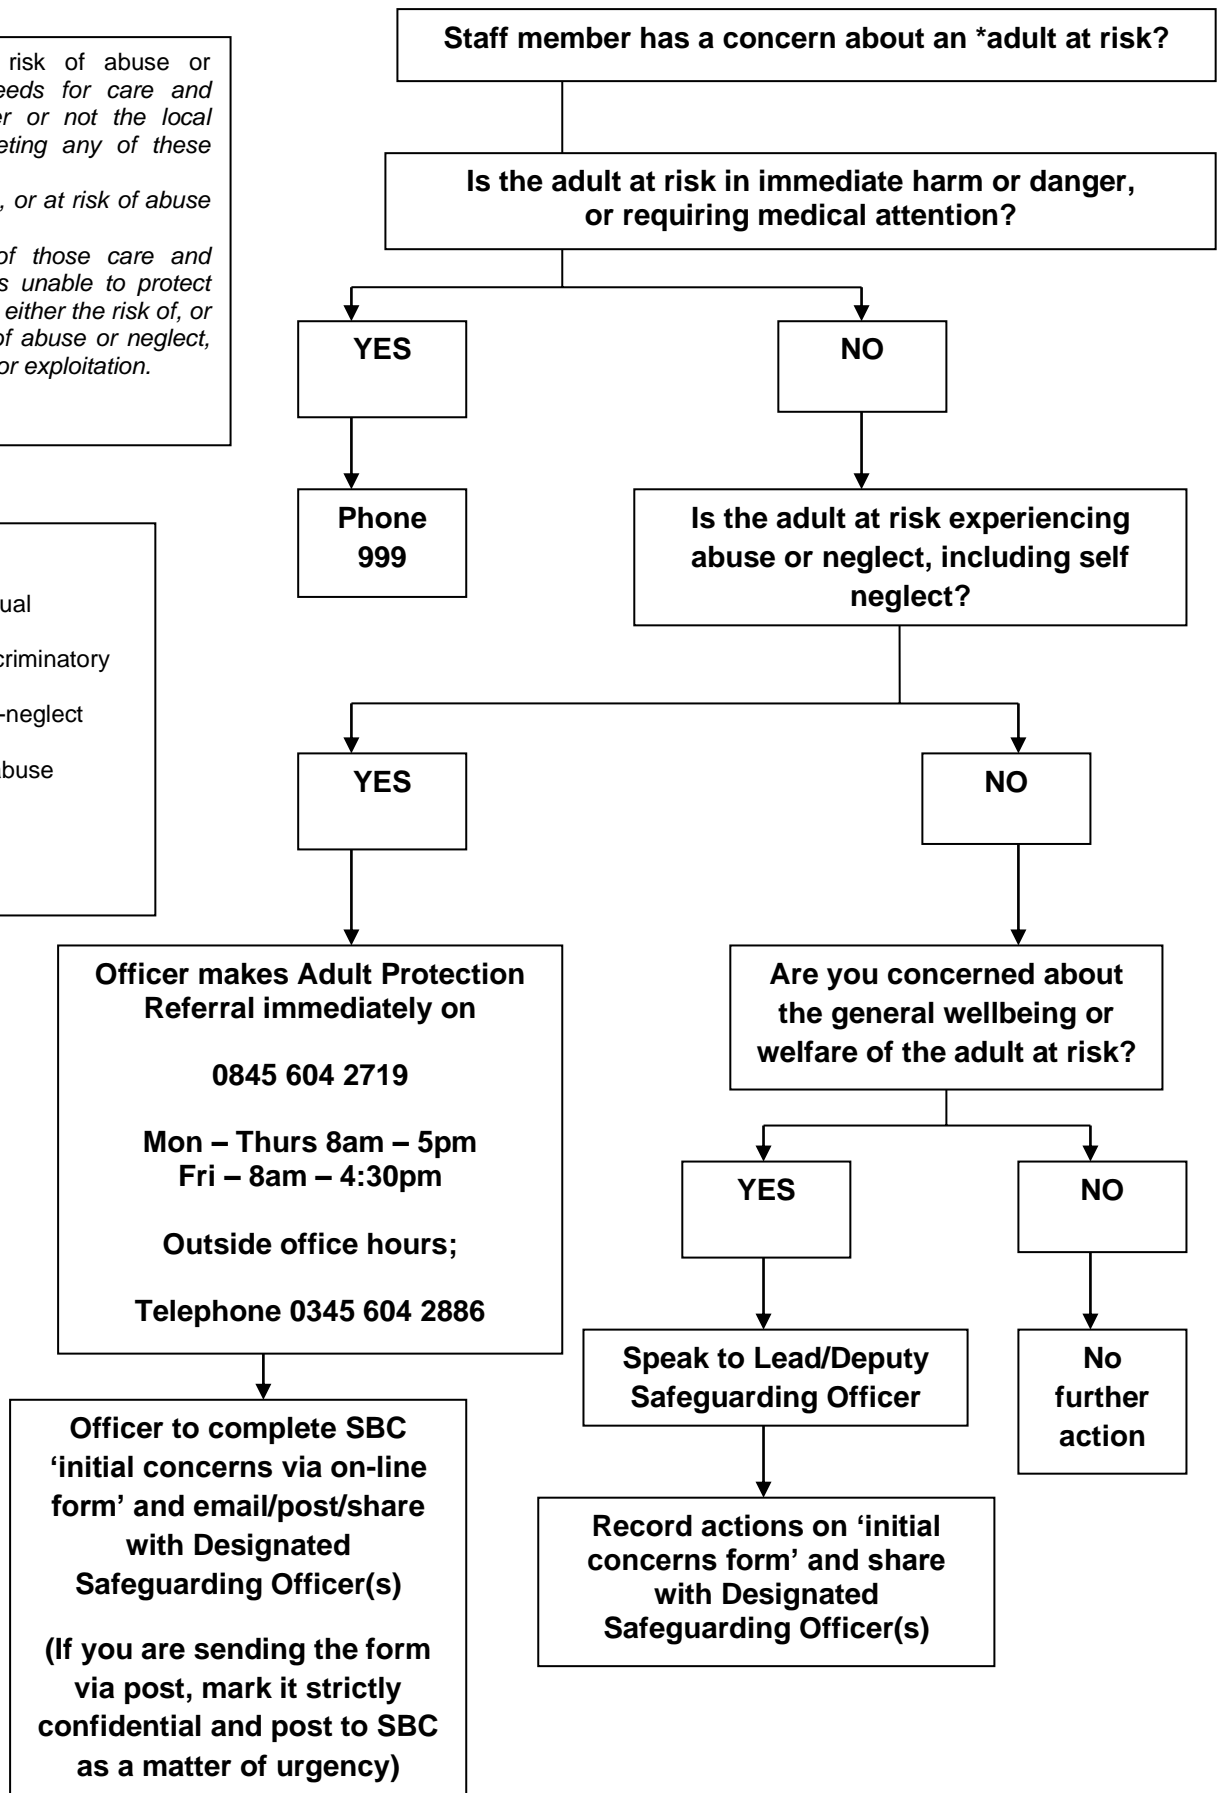 risk of abuse or
eeds for care and
er or not the local
eting any of these
, or at risk of abuse
of those care and
s unable to protect
either the risk of, or
of abuse or neglect,
or exploitation.
ual
criminatory
-neglect
abuse
Staff member has a concern about an *adult at risk?
Is the adult at risk in immediate harm or danger,
or requiring medical attention?
YES
NO
Phone
999
Is the adult at risk experiencing
abuse or neglect, including self
neglect?
YES
NO
Officer makes Adult Protection
Referral immediately on
0845 604 2719
Mon – Thurs 8am – 5pm
Fri – 8am – 4:30pm
Outside office hours;
Telephone 0345 604 2886
Are you concerned about
the general wellbeing or
welfare of the adult at risk?
YES
NO
Officer to complete SBC
‘initial concerns via on-line
form’ and email/post/share
with Designated
Safeguarding Officer(s)
(If you are sending the form
via post, mark it strictly
confidential and post to SBC
as a matter of urgency)
Speak to Lead/Deputy
Safeguarding Officer
No
further
action
Record actions on ‘initial
concerns form’ and share
with Designated
Safeguarding Officer(s)